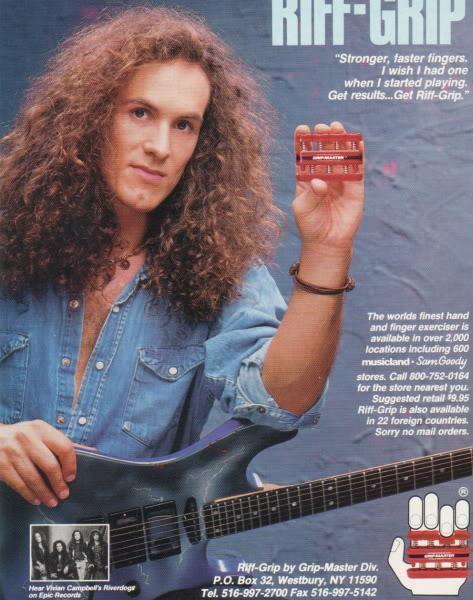 RIFF-GRIP
"Stronger, faster fingers.
I wish I had one
when I started playing.
Get results...Get Riff-Grip."
GRIP-MASTER
The worlds finest hand
and finger exerciser is
available in over 2,000
locations including 600
musicland • Sam Goody
stores. Call 800-752-0164
for the store nearest you.
Suggested retail $9.95
Riff-Grip is also available
in 22 foreign countries.
Sorry no mail orders.
®
GRIP-MASTER
Hear Vivian Campbell's Riverdogs
on Epic Records
Riff-Grip by Grip-Master Div.
P.O. Box 32, Westbury, NY 11590
Tel. 516-997-2700 Fax 516-997-5142